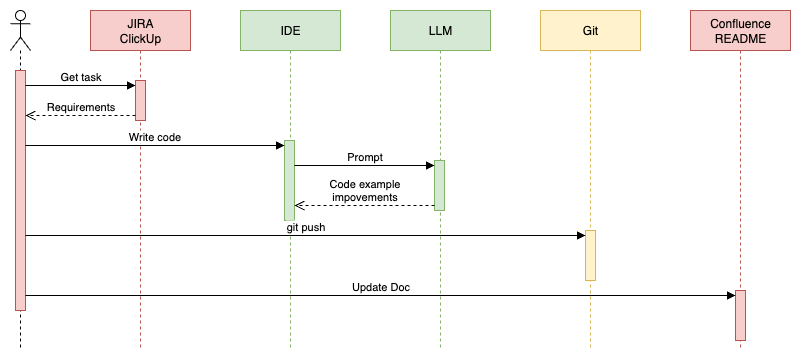 JIRA
ClickUp
IDE
LLM
Git
Confluence
README
Get task
Requirements
Write code
Prompt
Code example
impovements
git push
Update Doc